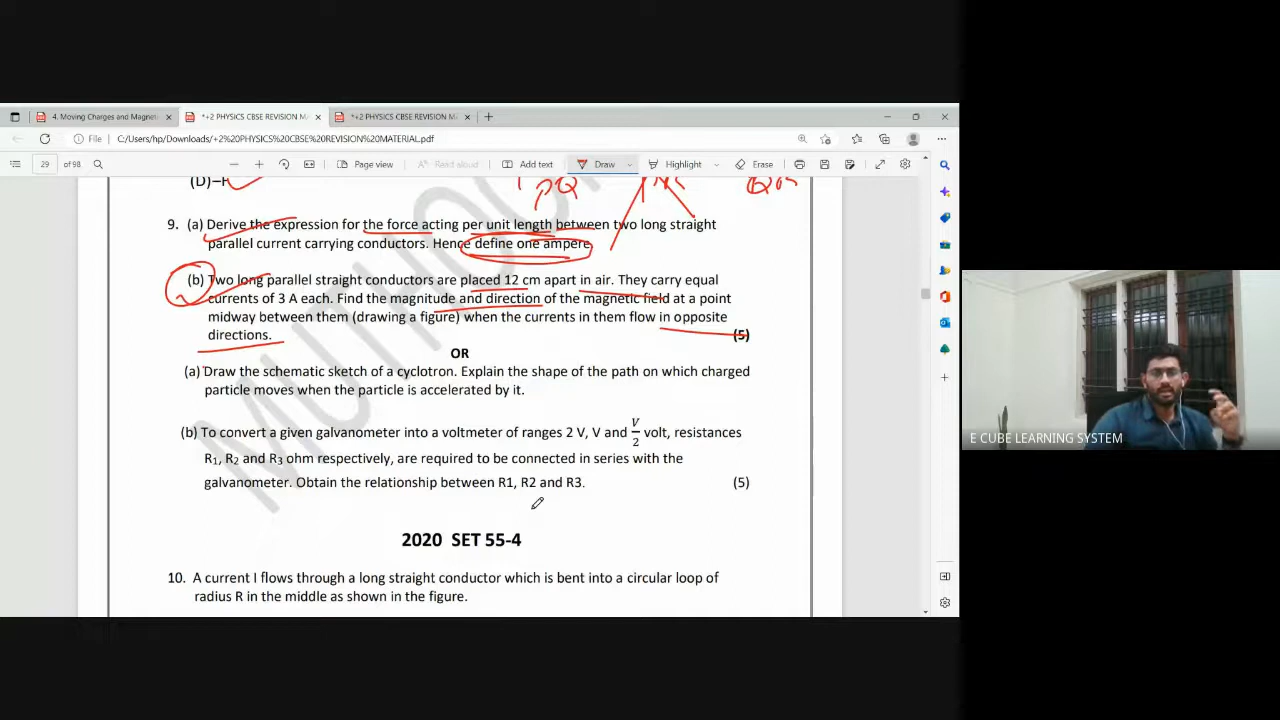 4. Moving Charges and Magnet
*+2 PHYSICS CBSE REVISION MA
*+2 PHYSICS CBSE REVISION MA
File
C:/Users/hp/Downloads/+2%20PHYSICS%20CBSE%20REVISION%20MATERIAL.pdf
29 of 98
Page view
Read aloud
Add text
Draw
Highlight
Erase
(D)–
PQ
9. (a) Derive the expression for the force acting per unit length between two long straight
parallel current carrying conductors. Hence define one ampere.
(b) Two long parallel straight conductors are placed 12 cm apart in air. They carry equal
currents of 3 A each. Find the magnitude and direction of the magnetic field at a point
midway between them (drawing a figure) when the currents in them flow in opposite
directions. (5)
OR
(a) Draw the schematic sketch of a cyclotron. Explain the shape of the path on which charged
particle moves when the particle is accelerated by it.
(b) To convert a given galvanometer into a voltmeter of ranges 2 V, V and V/2 volt, resistances
R1, R2 and R3 ohm respectively, are required to be connected in series with the
galvanometer. Obtain the relationship between R1, R2 and R3. (5)
2020 SET 55-4
10. A current I flows through a long straight conductor which is bent into a circular loop of
radius R in the middle as shown in the figure.
E CUBE LEARNING SYSTEM